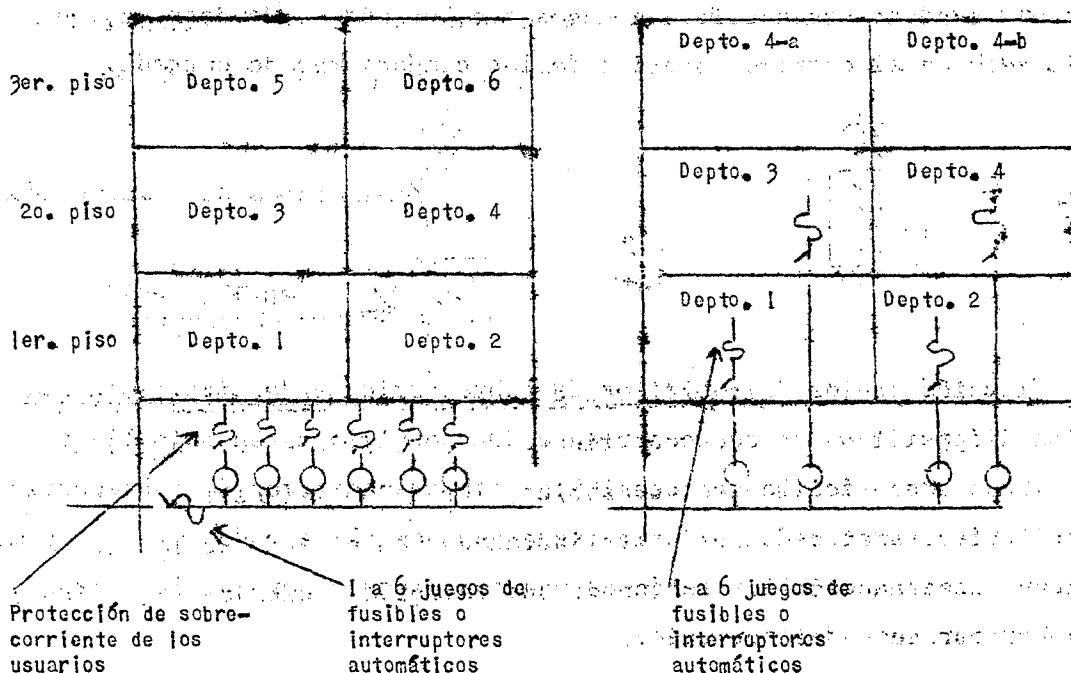 Depto. 4-a
Depto. 4-b
3er. piso
Depto. 5
Depto. 6
2o. piso
Depto. 3
Depto. 4
Depto. 3
Depto. 4
1er. piso
Depto. 1
Depto. 2
Depto. 1
Depto. 2
Protección de sobre-
corriente de los
usuarios
1 a 6 juegos de
fusibles o
interruptores
automáticos
1 a 6 juegos de
fusibles o
interruptores
automáticos